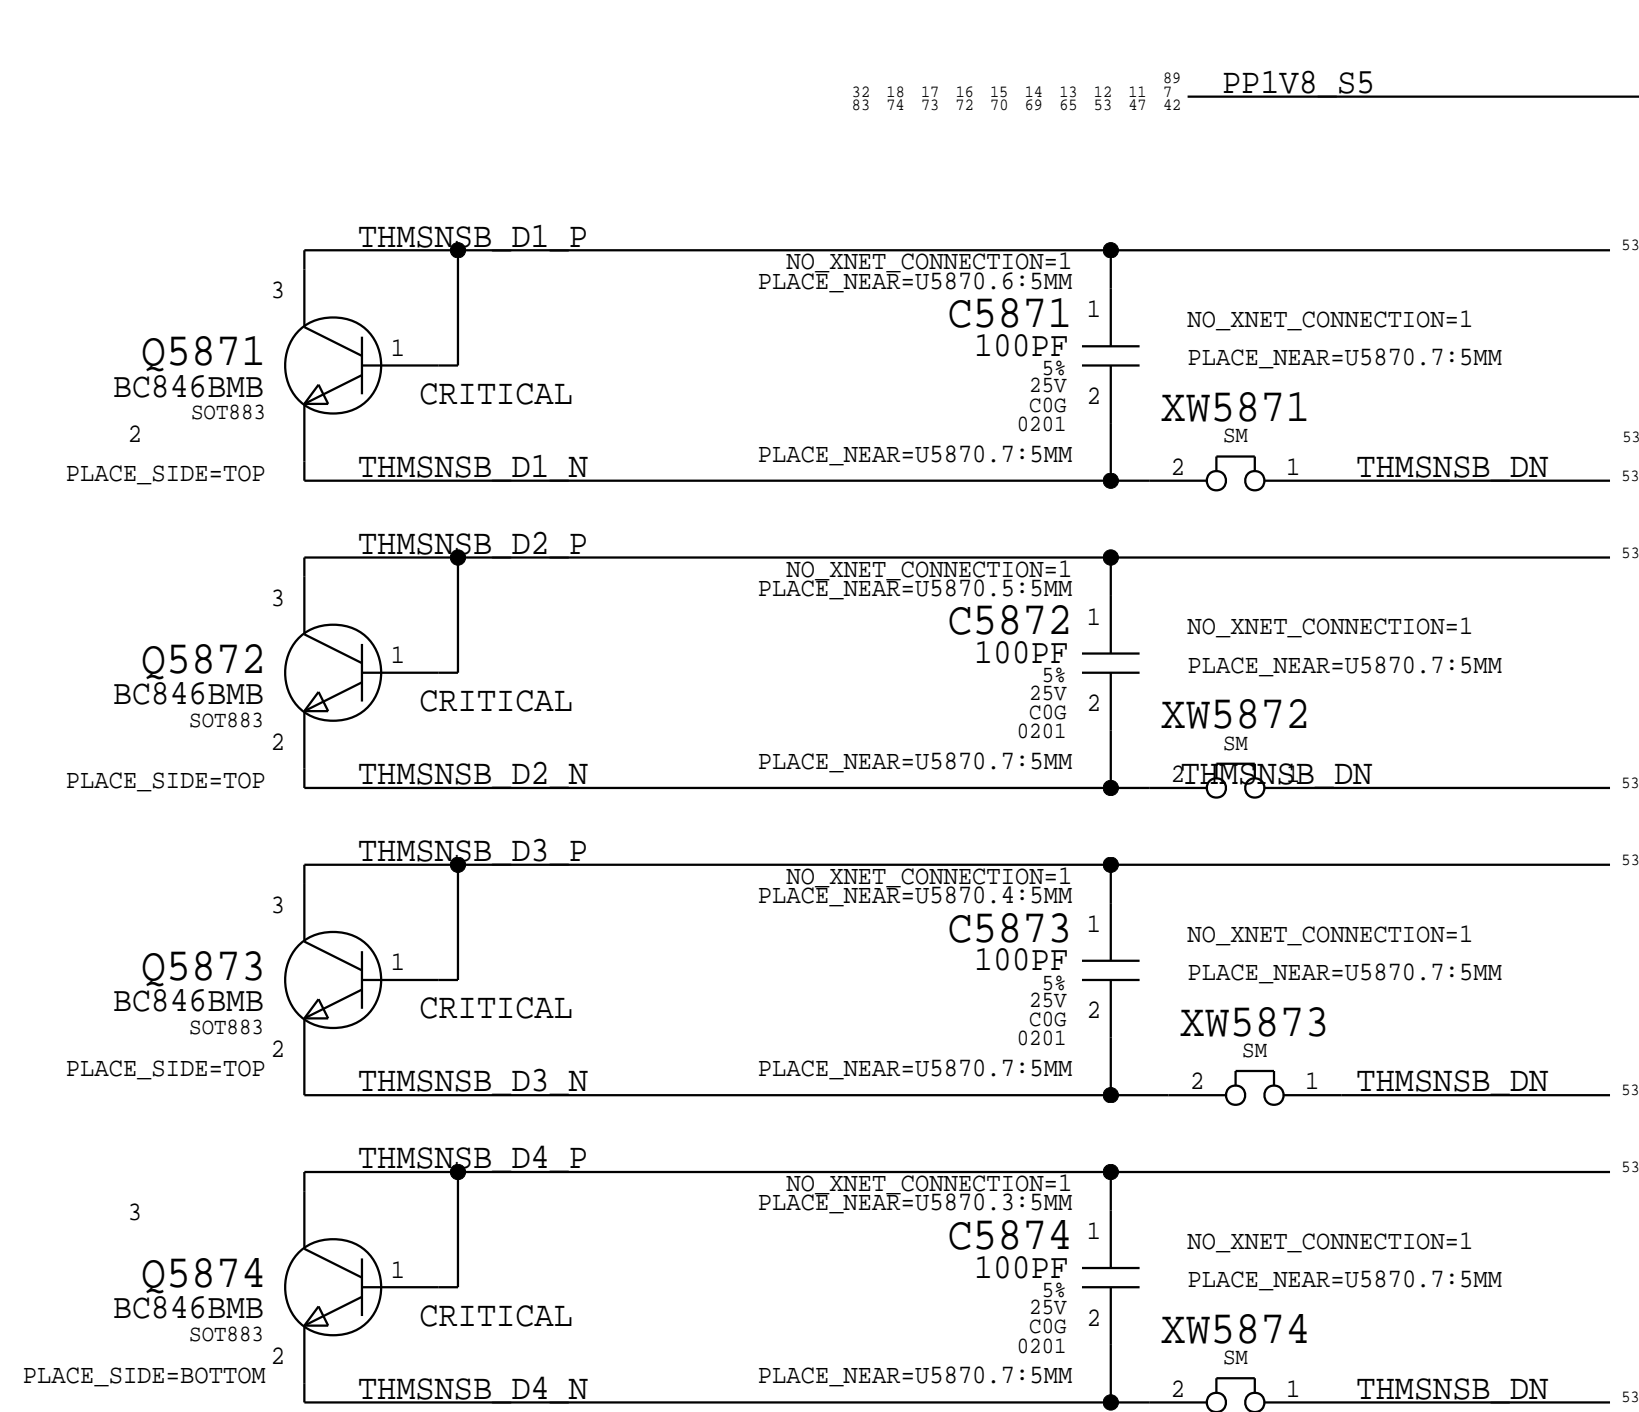 89
PP1V8_S5
32 18 17 16 15 14 13 12 11 7
83 74 73 72 70 69 65 53 47 42
THMSNSB_D1_P
53
NO_XNET_CONNECTION=1
PLACE_NEAR=U5870.6:5MM
3
C5871
1
NO_XNET_CONNECTION=1
Q5871
1
100PF
PLACE_NEAR=U5870.7:5MM
5%
BC846BMB
CRITICAL
25V
2
SOT883
C0G
XW5871
0201
2
SM
53
PLACE_NEAR=U5870.7:5MM
PLACE_SIDE=TOP
THMSNSB_D1_N
2
1
THMSNSB_DN
53
THMSNSB_D2_P
53
NO_XNET_CONNECTION=1
PLACE_NEAR=U5870.5:5MM
3
C5872
1
NO_XNET_CONNECTION=1
Q5872
1
100PF
PLACE_NEAR=U5870.7:5MM
5%
BC846BMB
CRITICAL
25V
2
SOT883
C0G
XW5872
0201
2
SM
PLACE_NEAR=U5870.7:5MM
PLACE_SIDE=TOP
THMSNSB_D2_N
2
1
THMSNSB_DN
53
THMSNSB_D3_P
53
NO_XNET_CONNECTION=1
PLACE_NEAR=U5870.4:5MM
3
C5873
1
NO_XNET_CONNECTION=1
Q5873
1
100PF
PLACE_NEAR=U5870.7:5MM
5%
BC846BMB
CRITICAL
25V
2
SOT883
C0G
XW5873
0201
2
SM
PLACE_SIDE=TOP
PLACE_NEAR=U5870.7:5MM
THMSNSB_D3_N
2
1
THMSNSB_DN
53
THMSNSB_D4_P
53
NO_XNET_CONNECTION=1
PLACE_NEAR=U5870.3:5MM
3
C5874
1
NO_XNET_CONNECTION=1
Q5874
1
100PF
PLACE_NEAR=U5870.7:5MM
5%
BC846BMB
CRITICAL
25V
2
SOT883
C0G
XW5874
0201
2
SM
PLACE_SIDE=BOTTOM
PLACE_NEAR=U5870.7:5MM
THMSNSB_D4_N
2
1
THMSNSB_DN
53